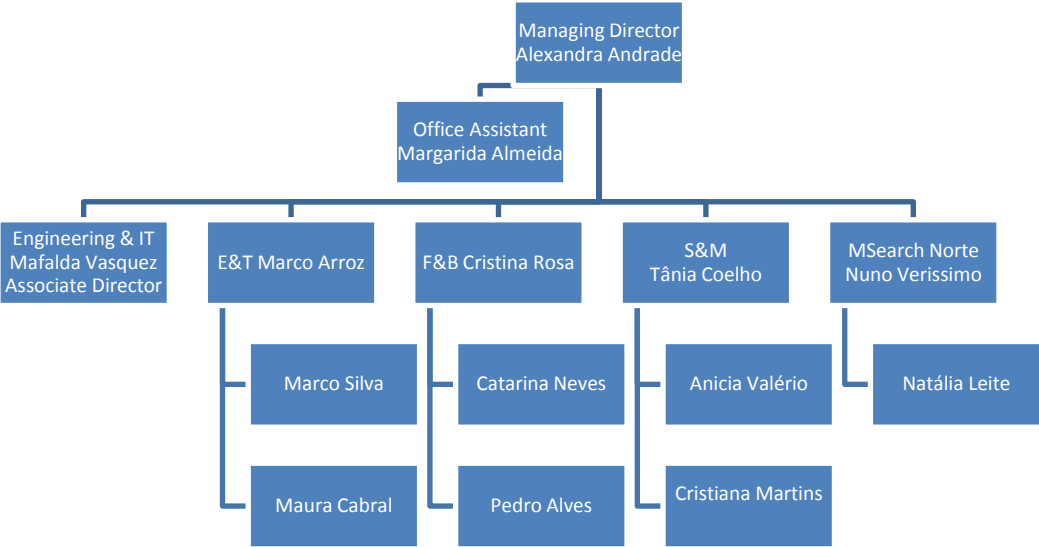 Managing Director
Alexandra Andrade
Office Assistant
Margarida Almeida
Engineering & IT
Mafalda Vasquez
Associate Director
E&T Marco Arroz
F&B Cristina Rosa
S&M
Tânia Coelho
MSearch Norte
Nuno Verissimo
Marco Silva
Catarina Neves
Anicia Valério
Natália Leite
Maura Cabral
Pedro Alves
Cristiana Martins